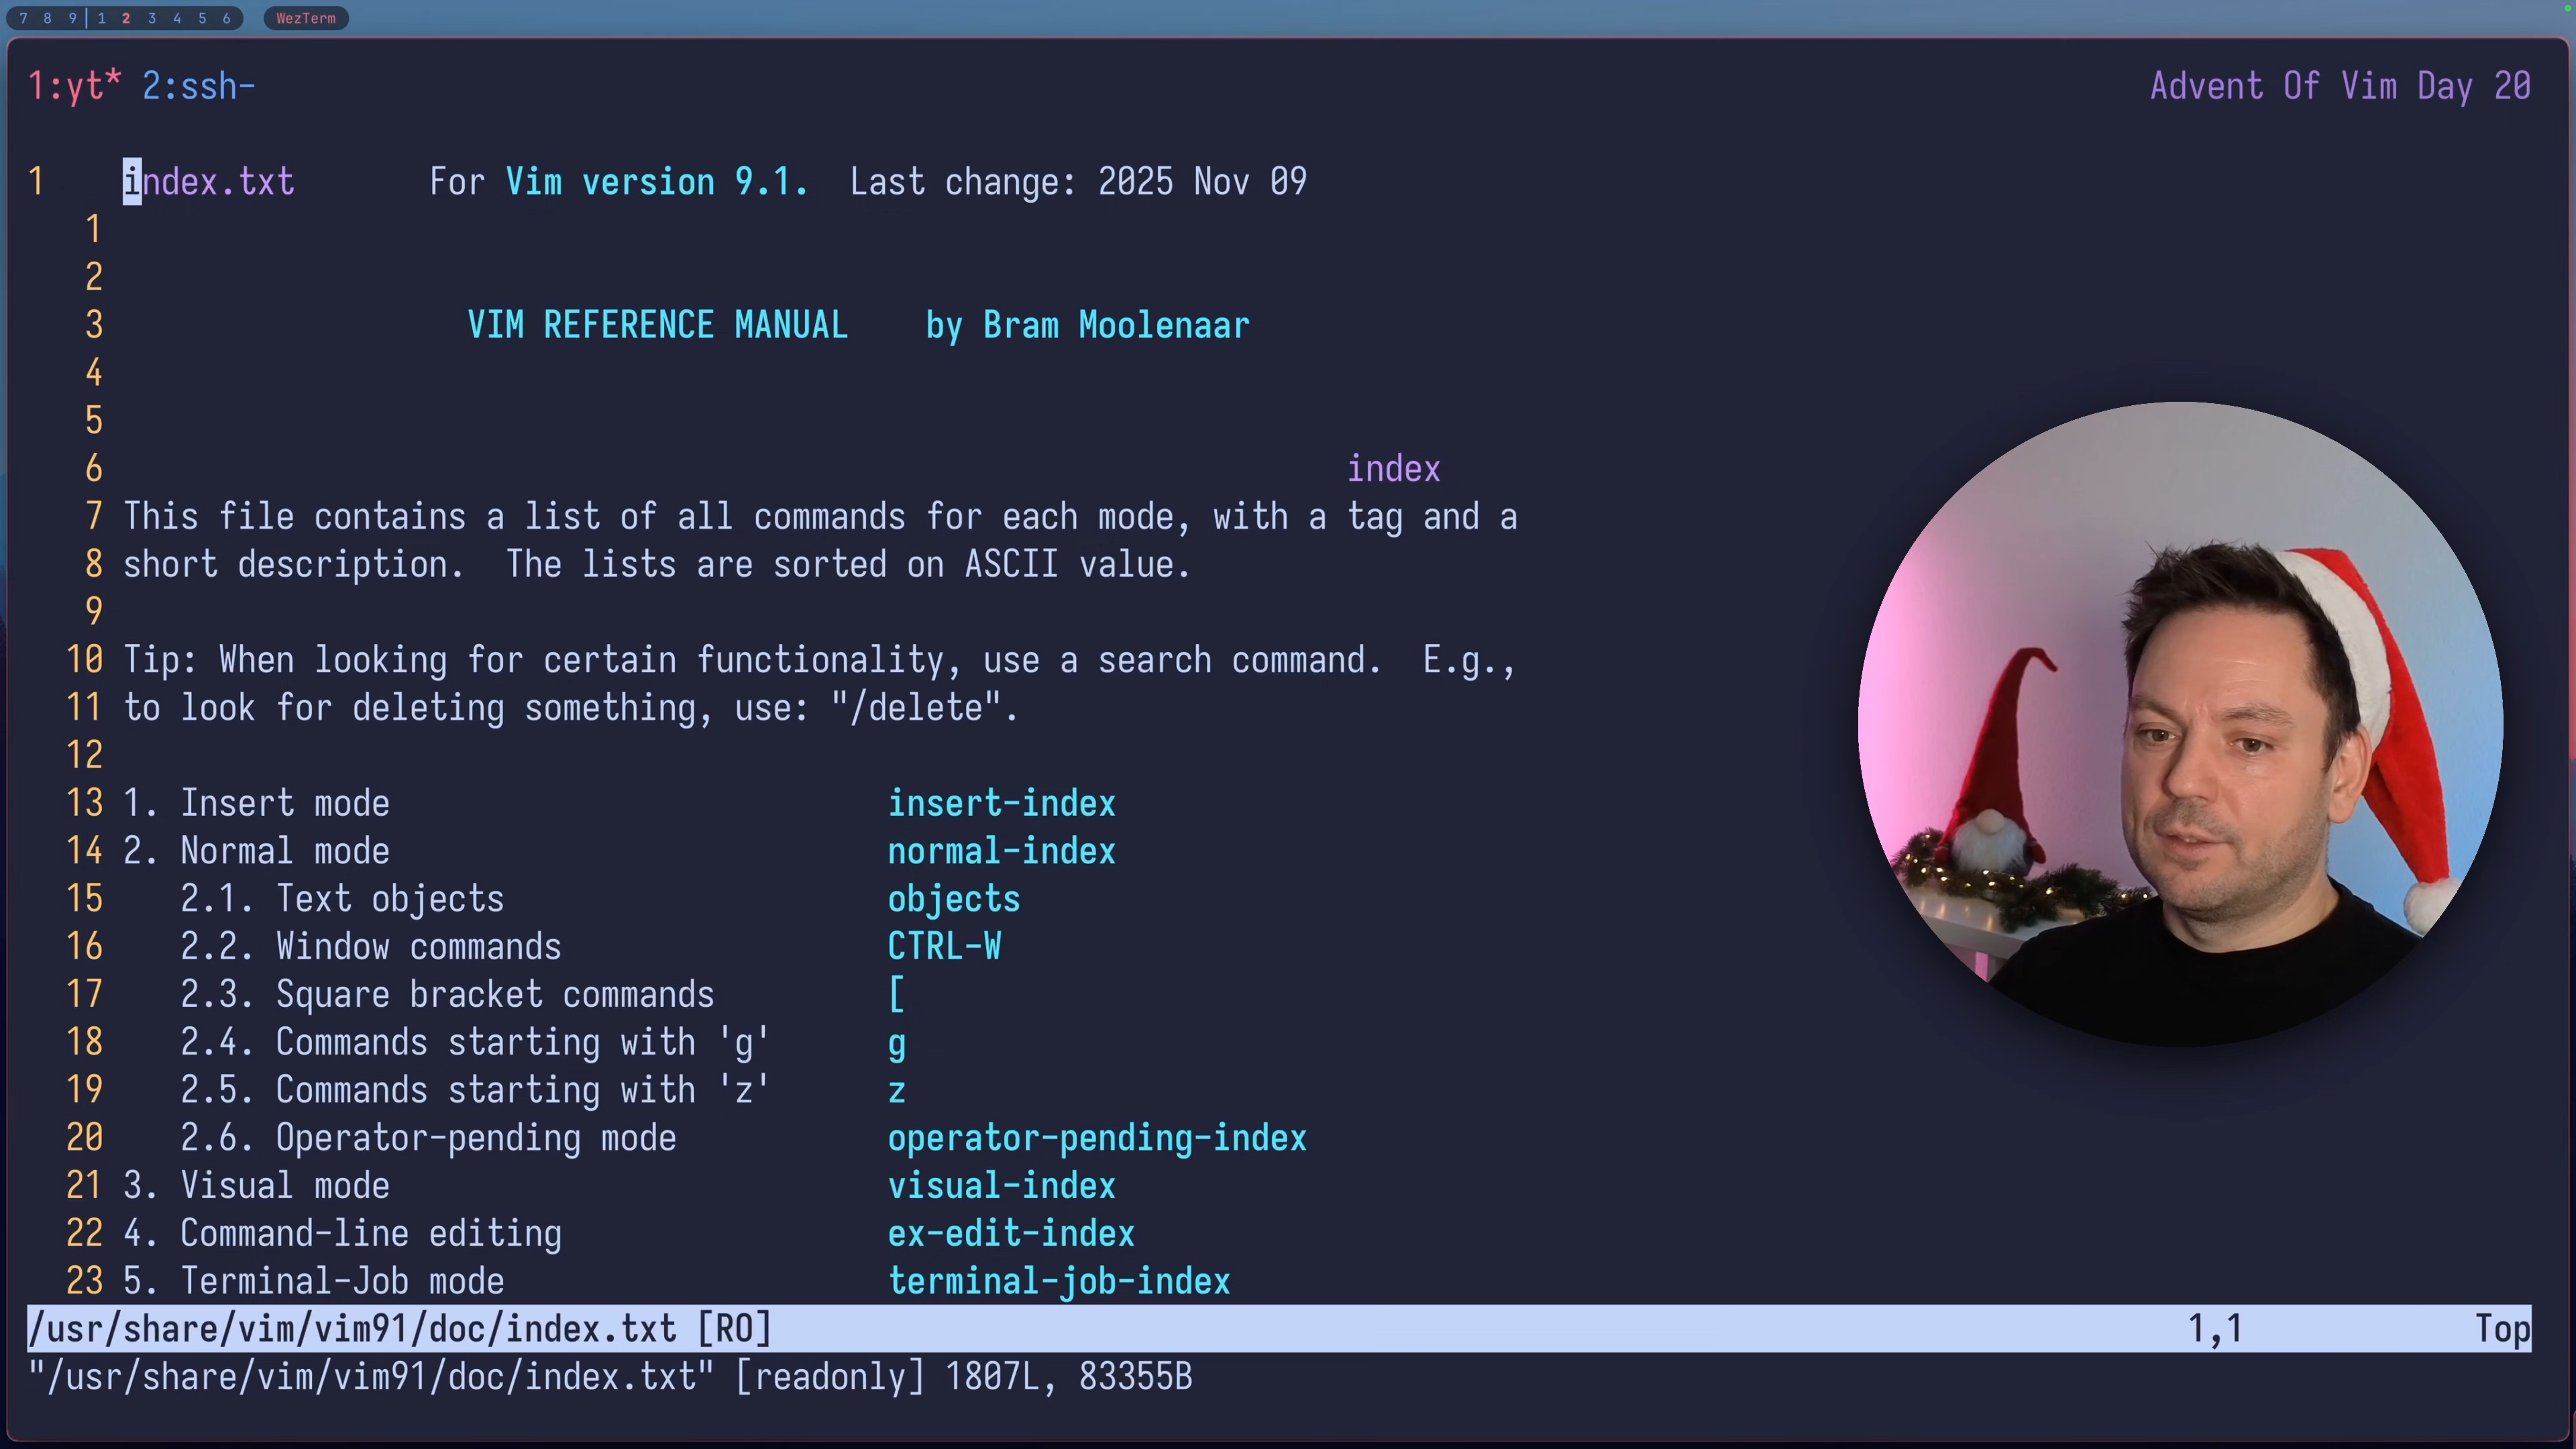 7 8 9 | 1 2 3 4 5 6 WezTerm
1:yt* 2:ssh- Advent Of Vim Day 20
1 index.txt For Vim version 9.1. Last change: 2025 Nov 09
1
2
3 VIM REFERENCE MANUAL by Bram Moolenaar
4
5
6 index
7 This file contains a list of all commands for each mode, with a tag and a
8 short description. The lists are sorted on ASCII value.
9
10 Tip: When looking for certain functionality, use a search command. E.g.,
11 to look for deleting something, use: "/delete".
12
13 1. Insert mode insert-index
14 2. Normal mode normal-index
15 2.1. Text objects objects
16 2.2. Window commands CTRL-W
17 2.3. Square bracket commands [
18 2.4. Commands starting with 'g' g
19 2.5. Commands starting with 'z' z
20 2.6. Operator-pending mode operator-pending-index
21 3. Visual mode visual-index
22 4. Command-line editing ex-edit-index
23 5. Terminal-Job mode terminal-job-index
/usr/share/vim/vim91/doc/index.txt [RO] 1,1 Top
"/usr/share/vim/vim91/doc/index.txt" [readonly] 1807L, 83355B